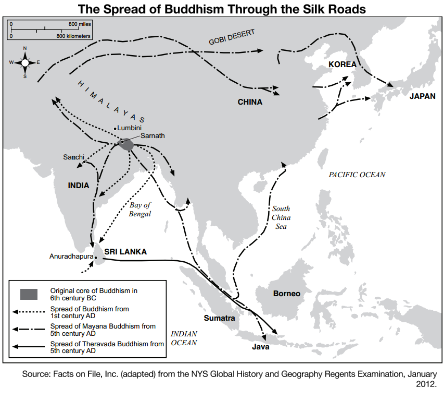 The Spread of Buddhism Through the Silk Roads
0 800 miles
0 800 kilometers
N
W E
S
GOBI DESERT
KOREA
JAPAN
CHINA
HIMALAYAS
Lumbini
Sarnath
Sanchi
PACIFIC OCEAN
INDIA
Bay of
Bengal
South
China
Sea
Anuradhapura
SRI LANKA
Borneo
Sumatra
INDIAN
OCEAN
Java
Original core of Buddhism in
6th century BC
Spread of Buddhism from
1st century AD
Spread of Mayana Buddhism from
5th century AD
Spread of Theravada Buddhism from
5th century AD
Source: Facts on File, Inc. (adapted) from the NYS Global History and Geography Regents Examination, January
2012.